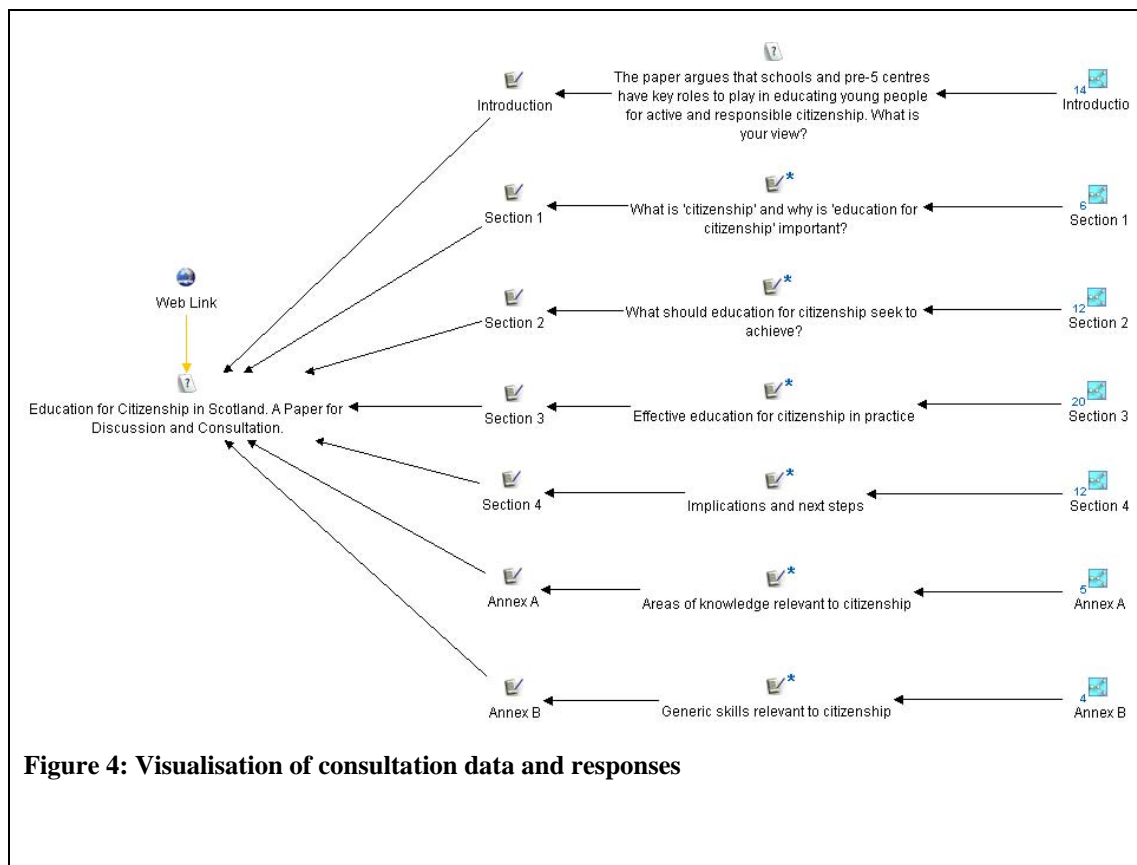 The paper argues that schools and pre-5 centres
have key roles to play in educating young people
for active and responsible citizenship. What is
your view?
Introduction
14
Introductio
*
What is 'citizenship' and why is 'education for
citizenship' important?
Section 1
6
Section 1
Web Link
*
What should education for citizenship seek to
achieve?
Section 2
12
Section 2
?
Education for Citizenship in Scotland. A Paper for
Discussion and Consultation.
*
Effective education for citizenship in practice
Section 3
20
Section 3
*
Implications and next steps
Section 4
12
Section 4
*
Areas of knowledge relevant to citizenship
Annex A
5
Annex A
*
Generic skills relevant to citizenship
Annex B
4
Annex B
Figure 4: Visualisation of consultation data and responses